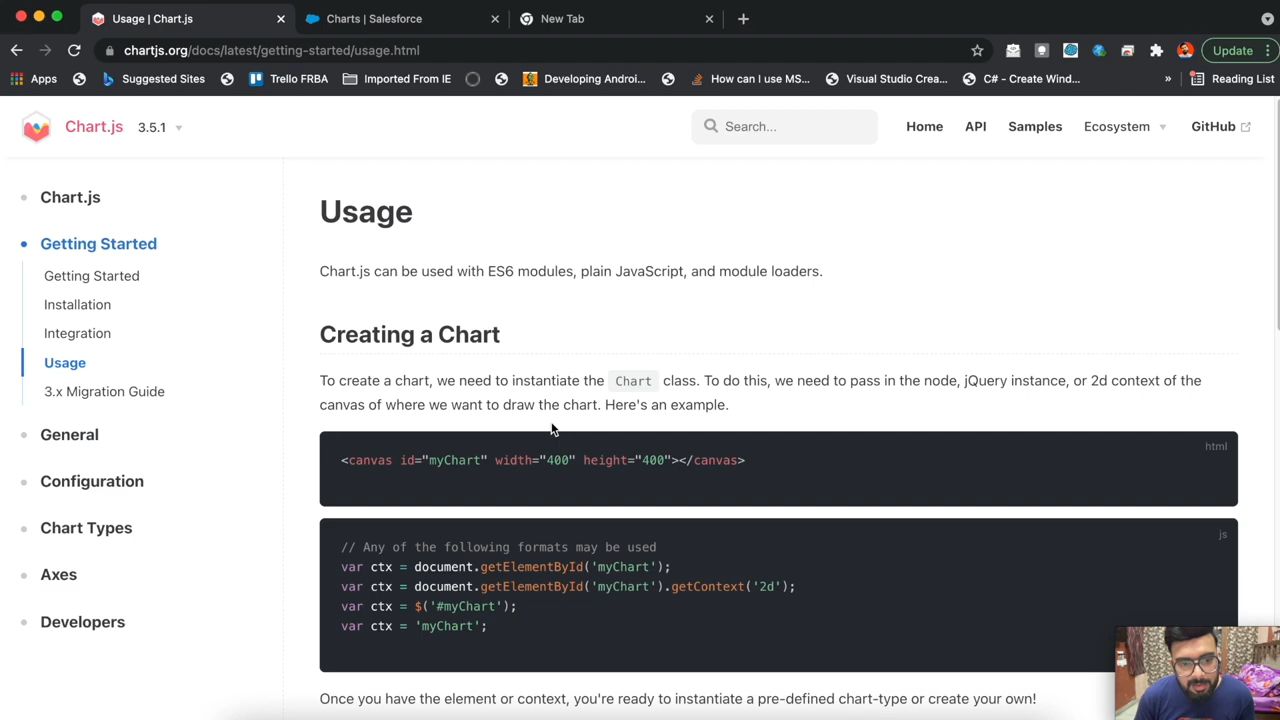 Usage | Chart.js
Charts | Salesforce
New Tab
chartjs.org/docs/latest/getting-started/usage.html
Update
Apps
Suggested Sites
Trello FRBA
Imported From IE
Developing Androi...
How can I use MS...
Visual Studio Crea...
C# - Create Wind...
»
Reading List
Chart.js
3.5.1
Search...
Home
API
Samples
Ecosystem
GitHub
Chart.js
Getting Started
Getting Started
Installation
Integration
Usage
3.x Migration Guide
General
Configuration
Chart Types
Axes
Developers
Usage
Chart.js can be used with ES6 modules, plain JavaScript, and module loaders.
Creating a Chart
To create a chart, we need to instantiate the Chart class. To do this, we need to pass in the node, jQuery instance, or 2d context of the
canvas of where we want to draw the chart. Here's an example.
html
<canvas id="myChart" width="400" height="400"></canvas>
js
// Any of the following formats may be used
var ctx = document.getElementById('myChart');
var ctx = document.getElementById('myChart').getContext('2d');
var ctx = $('#myChart');
var ctx = 'myChart';
Once you have the element or context, you're ready to instantiate a pre-defined chart-type or create your own!